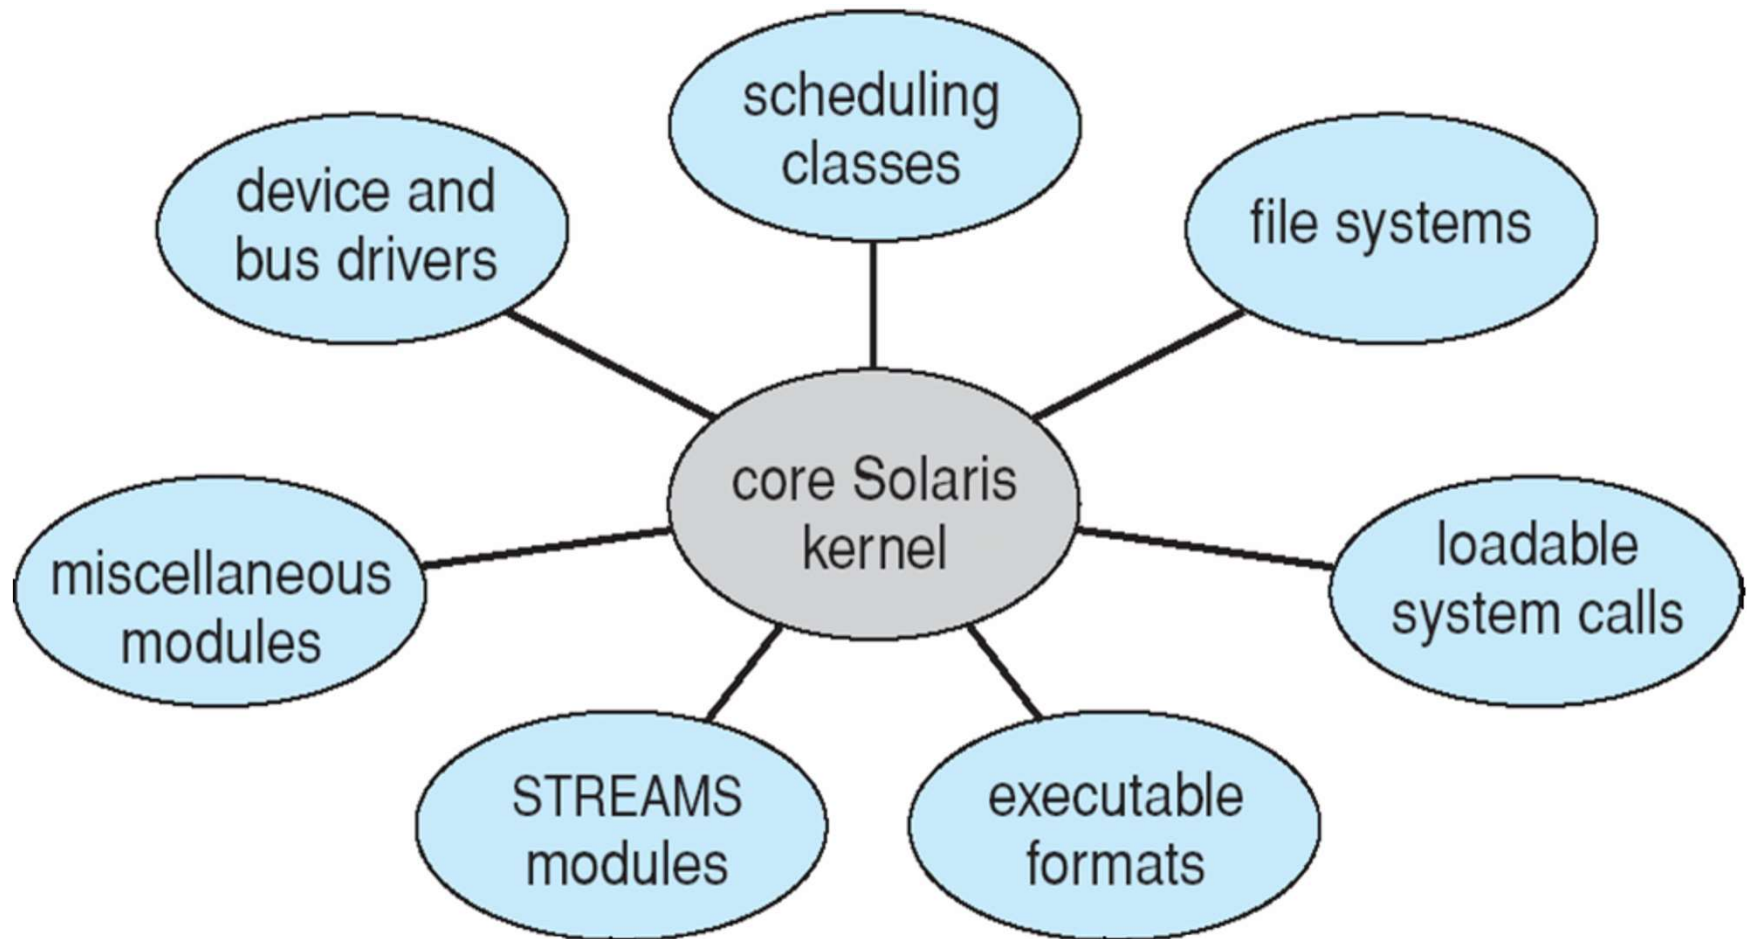 scheduling
classes
device and
bus drivers
file systems
core Solaris
kernel
miscellaneous
modules
loadable
system calls
STREAMS
modules
executable
formats